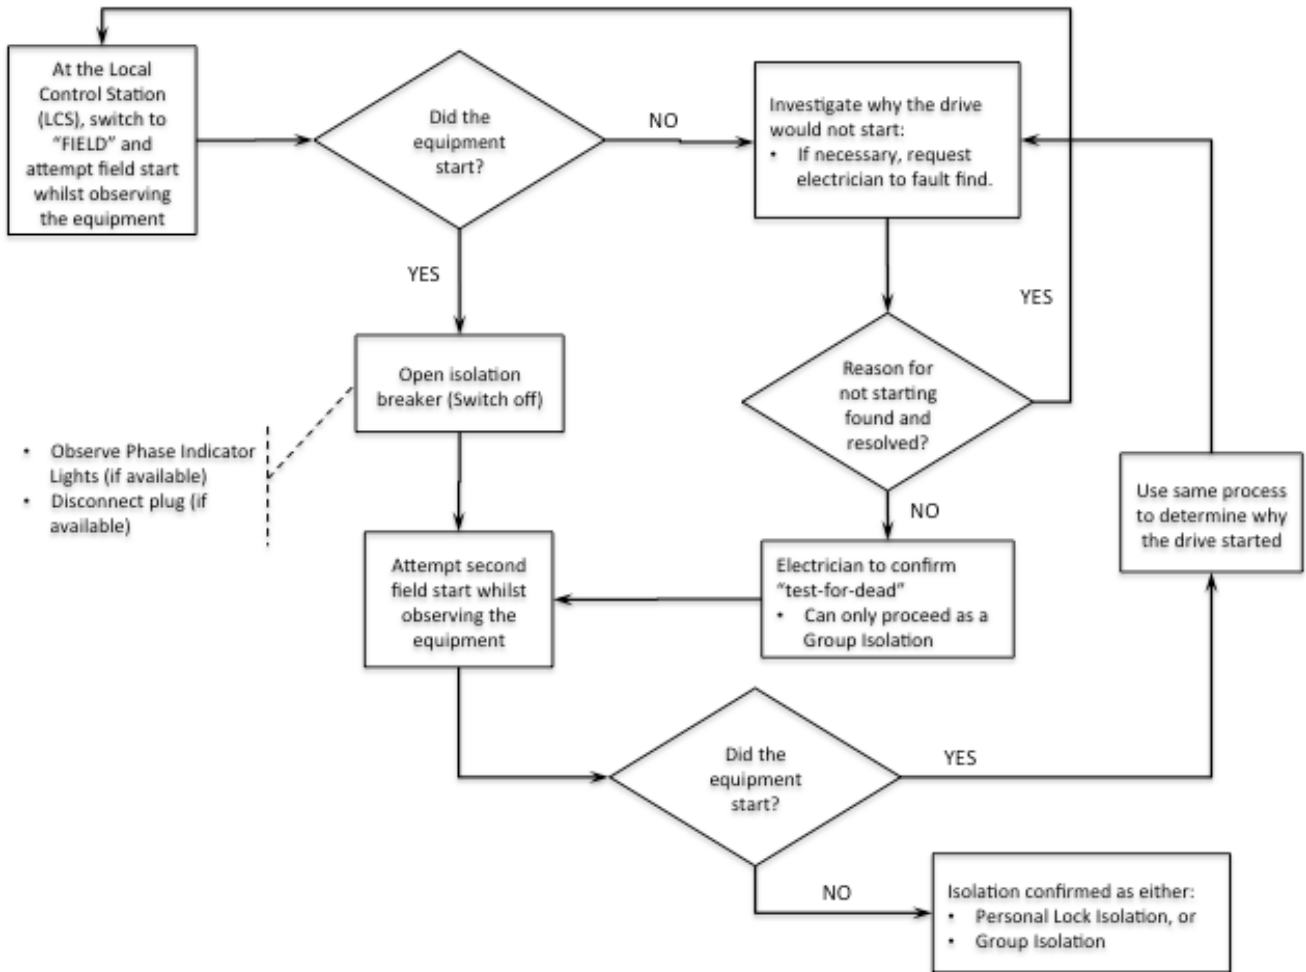 At the Local
Control Station
(LCS), switch to
“FIELD” and
attempt field start
whilst observing
the equipment
Did the
equipment
start?
NO
Investigate why the drive
would not start:
• If necessary, request
electrician to fault find.
YES
YES
Open isolation
breaker (Switch off)
Reason for
not starting
found and
resolved?
• Observe Phase Indicator
Lights (if available)
• Disconnect plug (if
available)
Use same process
to determine why
the drive started
NO
Attempt second
field start whilst
observing the
equipment
Electrician to confirm
“test-for-dead”
• Can only proceed as a
Group Isolation
Did the
equipment
start?
YES
NO
Isolation confirmed as either:
• Personal Lock Isolation, or
• Group Isolation